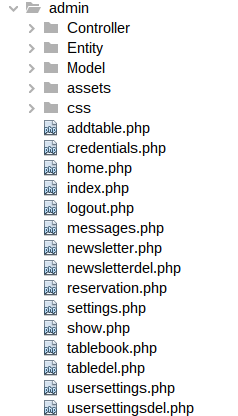 admin
Controller
Entity
Model
assets
css
addtable.php
credentials.php
home.php
index.php
logout.php
messages.php
newsletter.php
newsletterdel.php
reservation.php
settings.php
show.php
tablebook.php
tabledel.php
usersettings.php
usersettingsdel.php